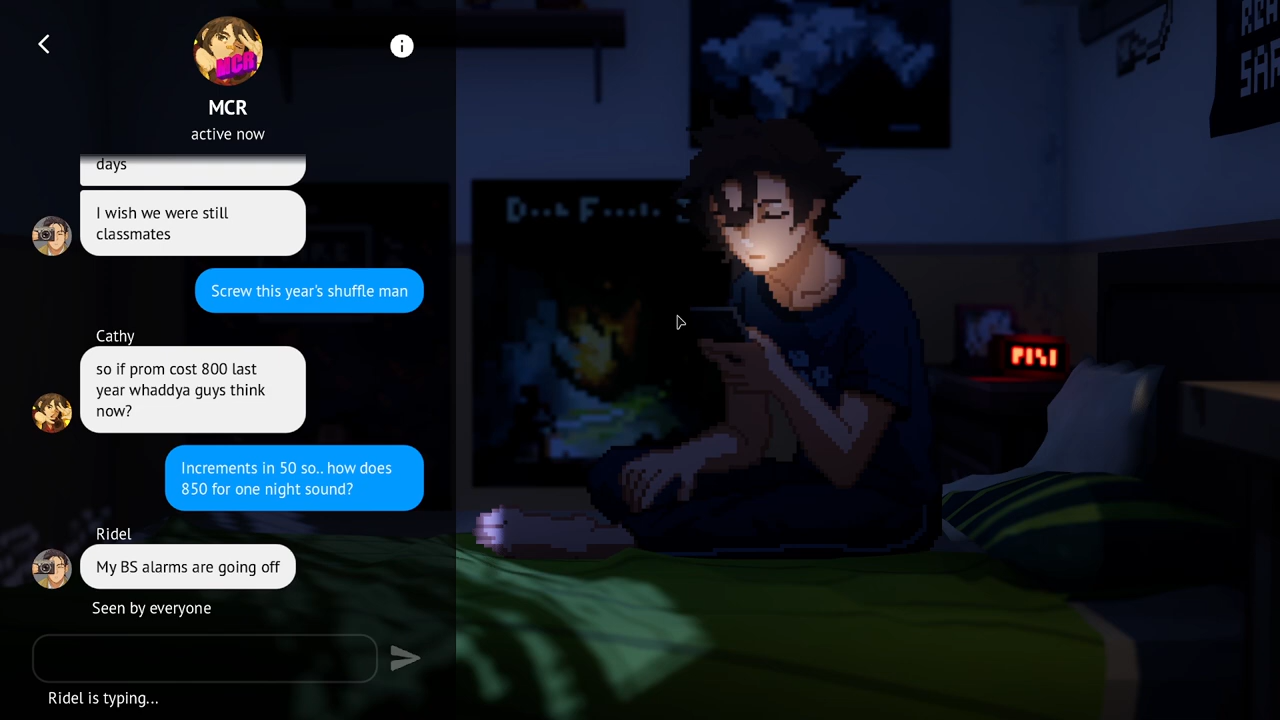 MCR
MCR
active now
days
I wish we were still
classmates
Screw this year's shuffle man
Cathy
so if prom cost 800 last
year whaddya guys think
now?
Increments in 50 so.. how does
850 for one night sound?
Ridel
My BS alarms are going off
Seen by everyone
Ridel is typing...